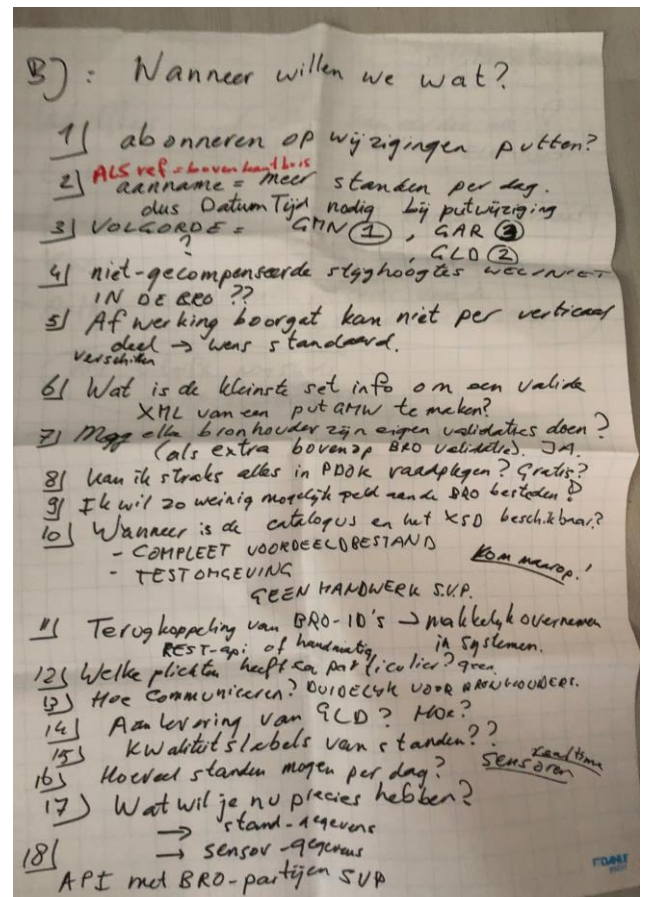 B) : Wanneer willen we wat?
1) abonneren op wijzigingen putten?
ALS ref = bovenkant buis
2) aanname = meer standen per dag.
dus DatumTijd nodig bij putwijziging
3) VOLGORDE = GMN ①, GAR ③
? , GLD ②
4) niet-gecompenseerde stijghoogtes WEL/NIET
IN DE BRO ??
5) Afwerking boorgat kan niet per verticaal
deel → wens standaard.
verschillen
6) Wat is de kleinste set info om een valide
XML van een put GMW te maken?
7) Mag elke bronhouder zijn eigen validaties doen?
(als extra bovenop BRO validatie). JA.
8) Kan ik straks alles in PDOK raadplegen? Gratis?
9) Ik wil zo weinig mogelijk geld aan de BRO besteden!
10) Wanneer is de catalogus en het XSD beschikbaar?
- COMPLEET VOORBEELDBESTAND
- TESTOMGEVING Kom maar op!
GEEN HANDWERK S.V.P.
11) Terugkoppeling van BRO-ID's → makkelijk overnemen
REST-api of handmatig in systemen.
12) Welke plichten heeft een particulier? geen
13) Hoe communiceren? DUIDELIJK VOOR BRONHOUDERS.
14) Aanlevering van GLD? Hoe?
15) Kwaliteitslabels van standen??
16) Hoeveel standen mogen per dag? sensoren realtime
17) Wat wil je nu precies hebben?
→ stand-gegevens
→ sensor-gegevens
18)
API met BRO-partijen SVP